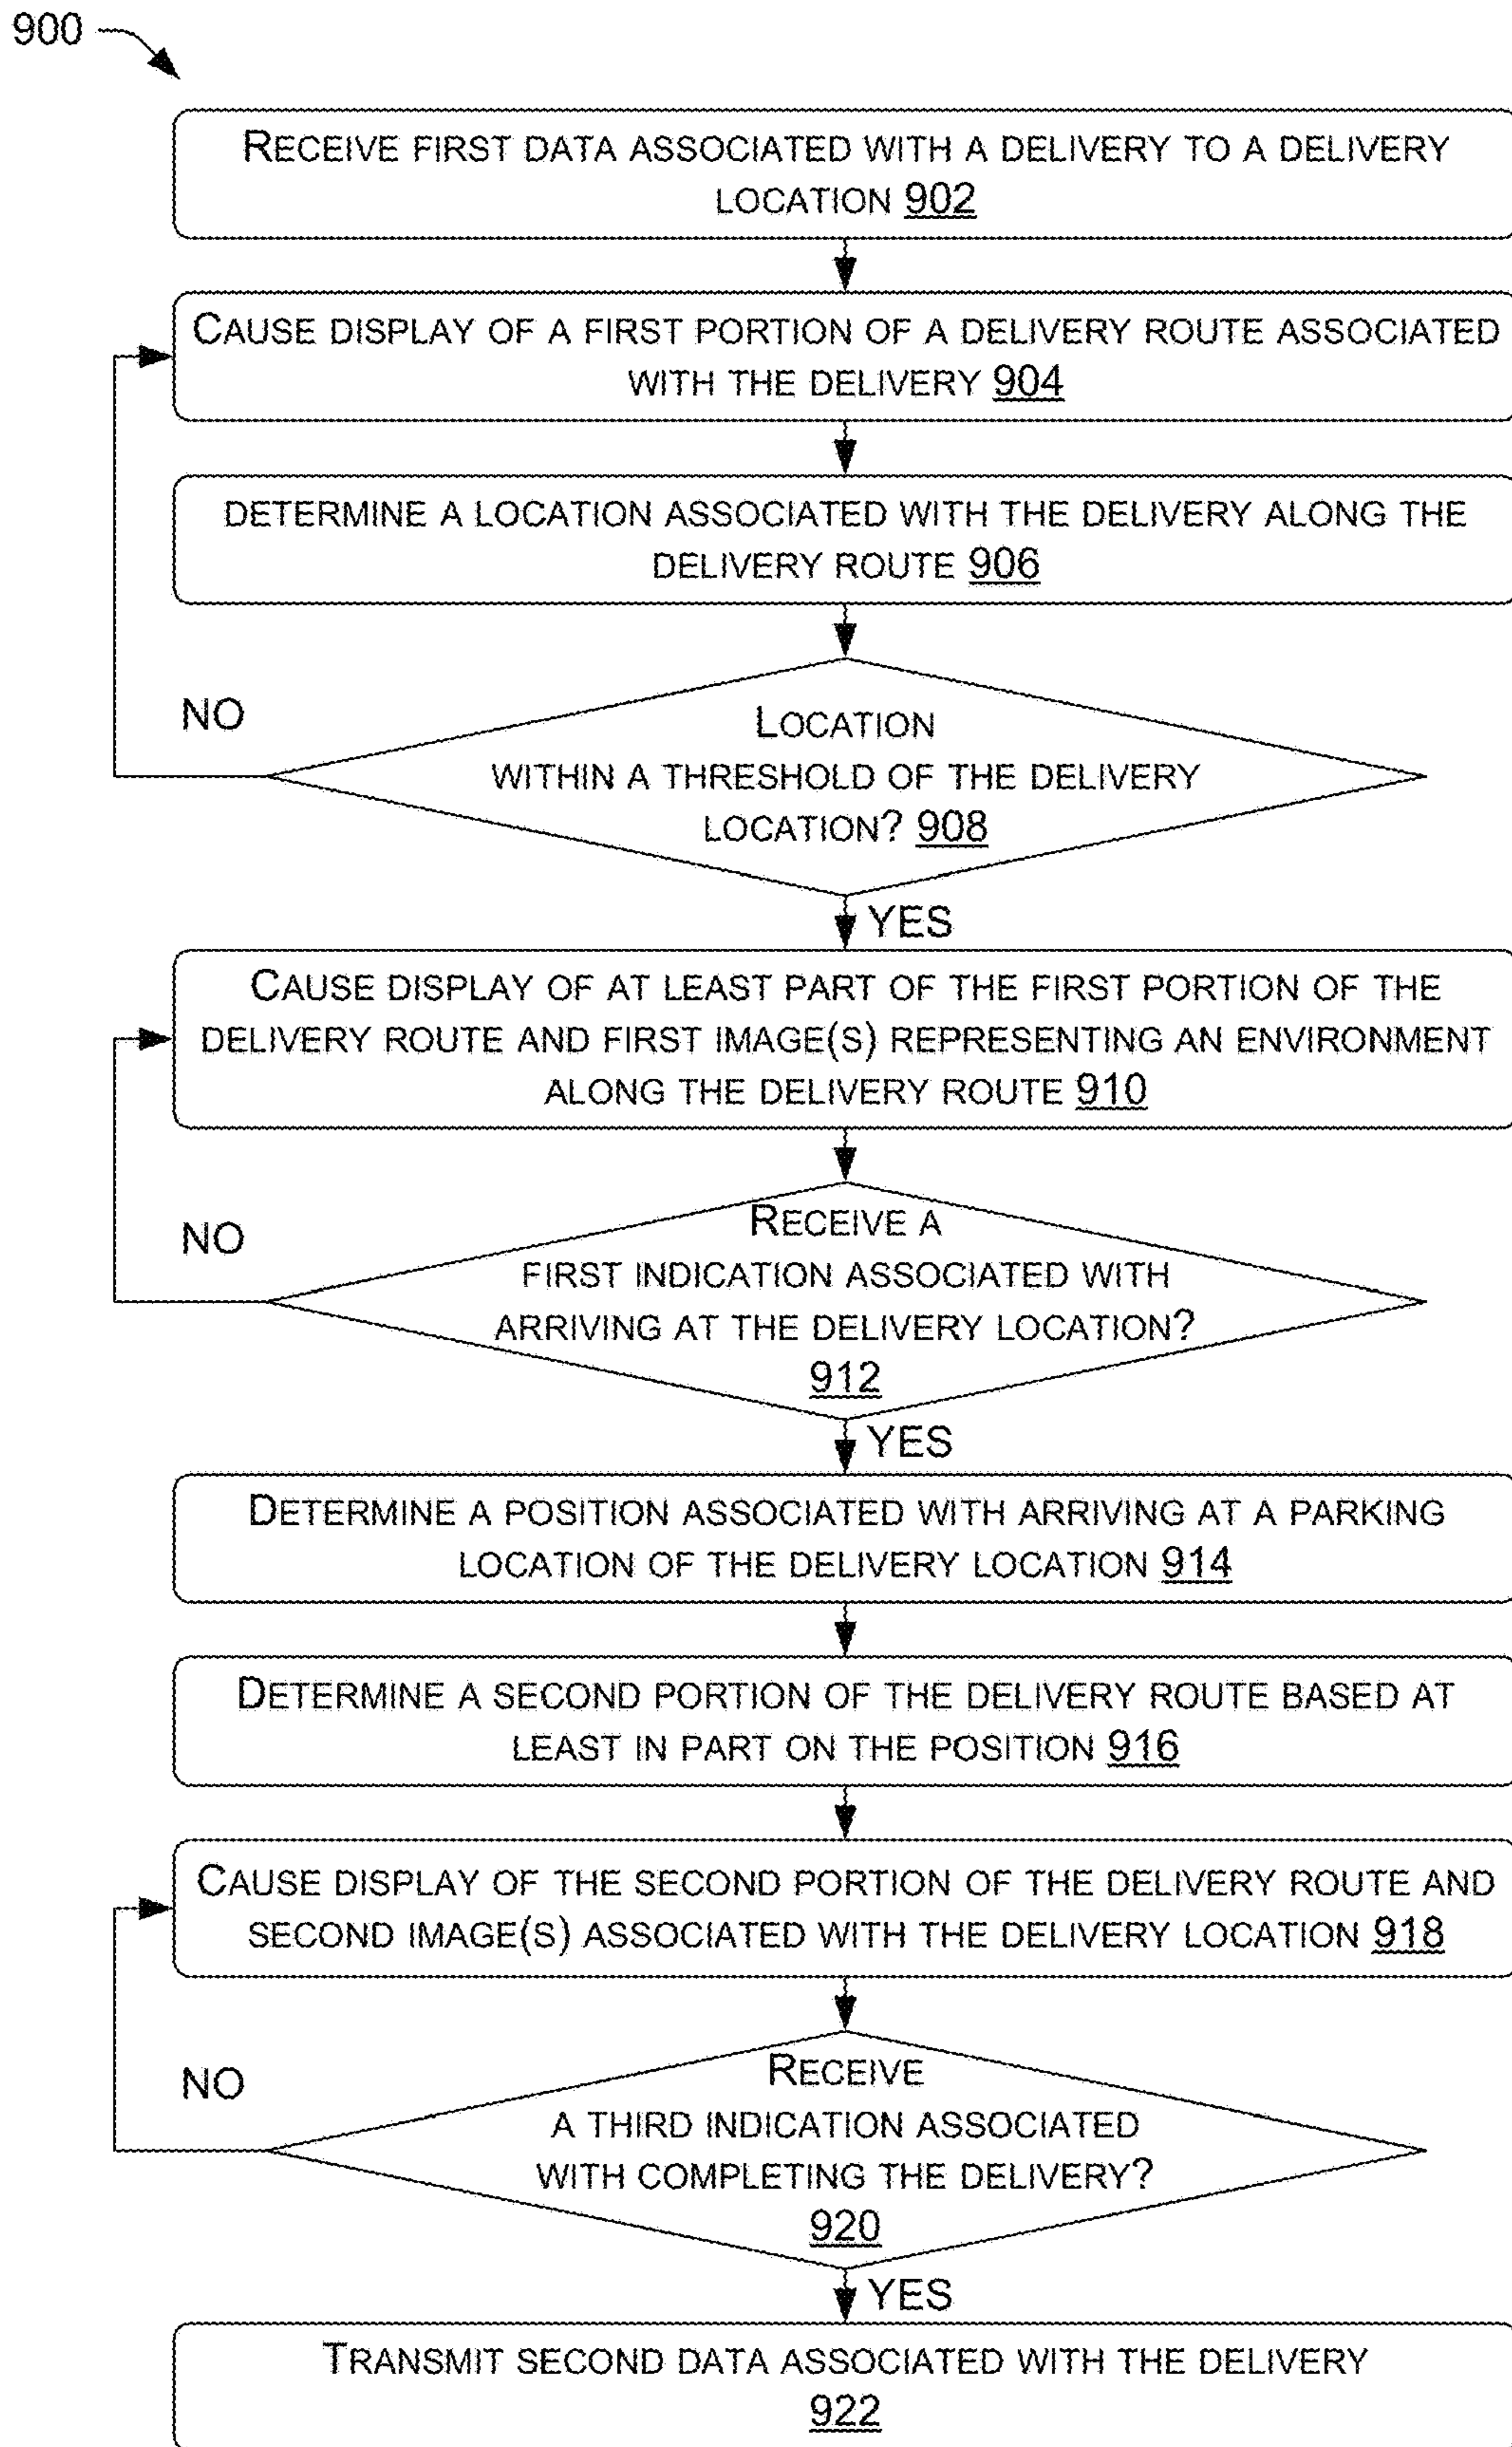 900
RECEIVE FIRST DATA ASSOCIATED WITH A DELIVERY TO A DELIVERY
LOCATION 902
CAUSE DISPLAY OF A FIRST PORTION OF A DELIVERY ROUTE ASSOCIATED
WITH THE DELIVERY 904
DETERMINE A LOCATION ASSOCIATED WITH THE DELIVERY ALONG THE
DELIVERY ROUTE 906
NO
LOCATION
WITHIN A THRESHOLD OF THE DELIVERY
LOCATION? 908
YES
CAUSE DISPLAY OF AT LEAST PART OF THE FIRST PORTION OF THE
DELIVERY ROUTE AND FIRST IMAGE(S) REPRESENTING AN ENVIRONMENT
ALONG THE DELIVERY ROUTE 910
NO
RECEIVE A
FIRST INDICATION ASSOCIATED WITH
ARRIVING AT THE DELIVERY LOCATION?
912
YES
DETERMINE A POSITION ASSOCIATED WITH ARRIVING AT A PARKING
LOCATION OF THE DELIVERY LOCATION 914
DETERMINE A SECOND PORTION OF THE DELIVERY ROUTE BASED AT
LEAST IN PART ON THE POSITION 916
CAUSE DISPLAY OF THE SECOND PORTION OF THE DELIVERY ROUTE AND
SECOND IMAGE(S) ASSOCIATED WITH THE DELIVERY LOCATION 918
NO
RECEIVE
A THIRD INDICATION ASSOCIATED
WITH COMPLETING THE DELIVERY?
920
YES
TRANSMIT SECOND DATA ASSOCIATED WITH THE DELIVERY
922